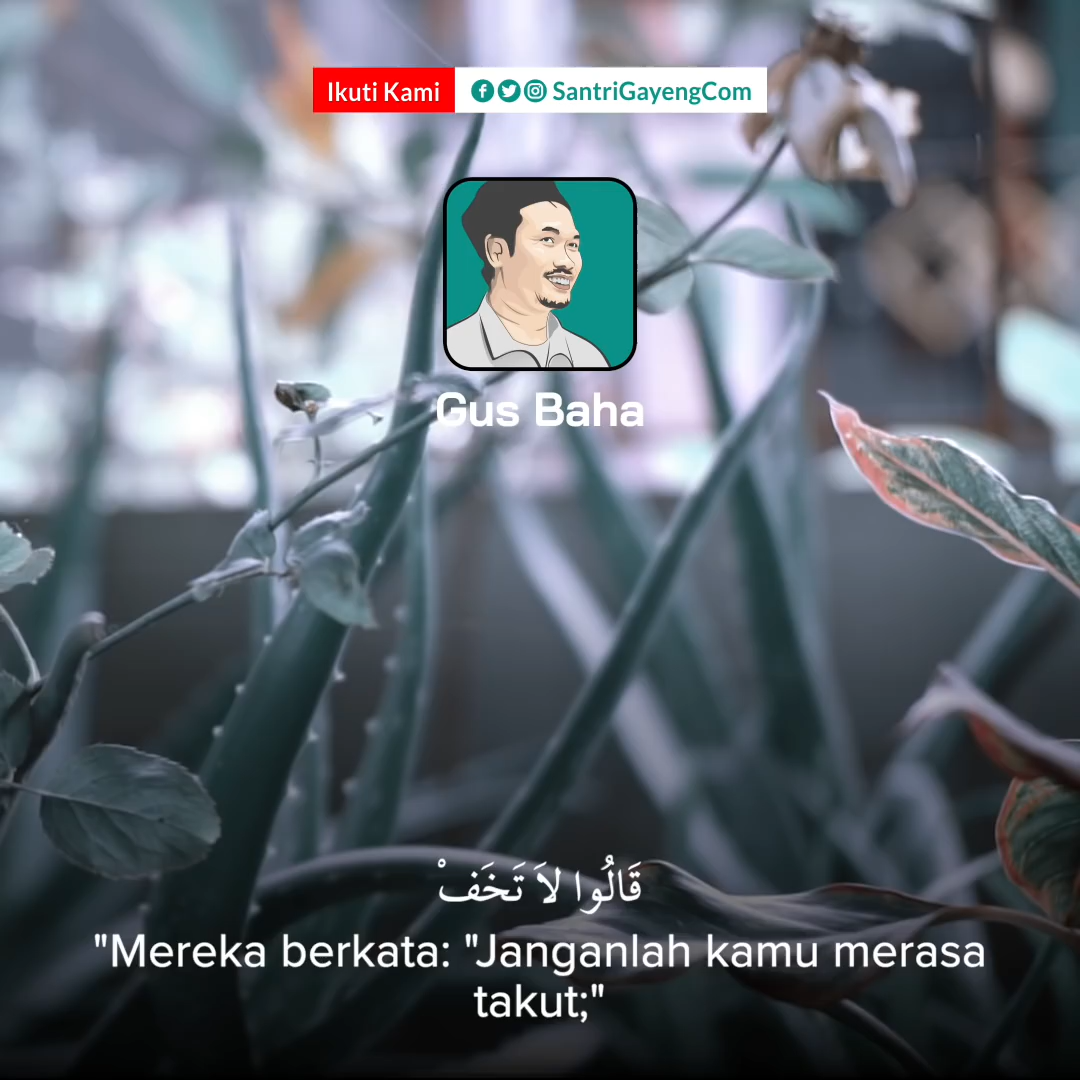 Ikuti Kami SantriGayengCom
Gus Baha
قَالُوا لاَ تَخَفْ
"Mereka berkata: "Janganlah kamu merasa
takut;"